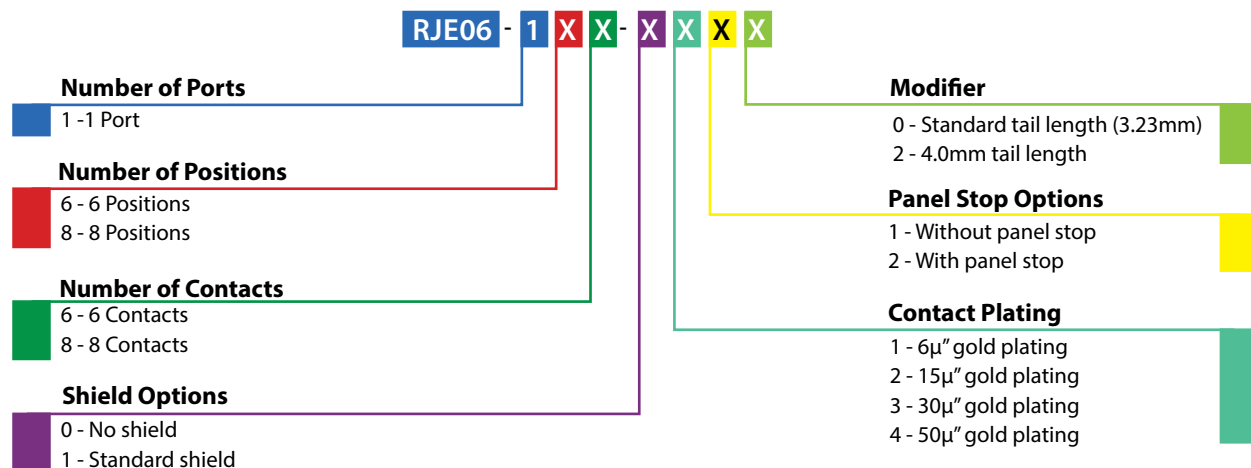 RJE06 - 1 X X - X X X X
Number of Ports
1 -1 Port
Number of Positions
6 - 6 Positions
8 - 8 Positions
Number of Contacts
6 - 6 Contacts
8 - 8 Contacts
Shield Options
0 - No shield
1 - Standard shield
Modifier
0 - Standard tail length (3.23mm)
2 - 4.0mm tail length
Panel Stop Options
1 - Without panel stop
2 - With panel stop
Contact Plating
1 - 6µ” gold plating
2 - 15µ” gold plating
3 - 30µ” gold plating
4 - 50µ” gold plating